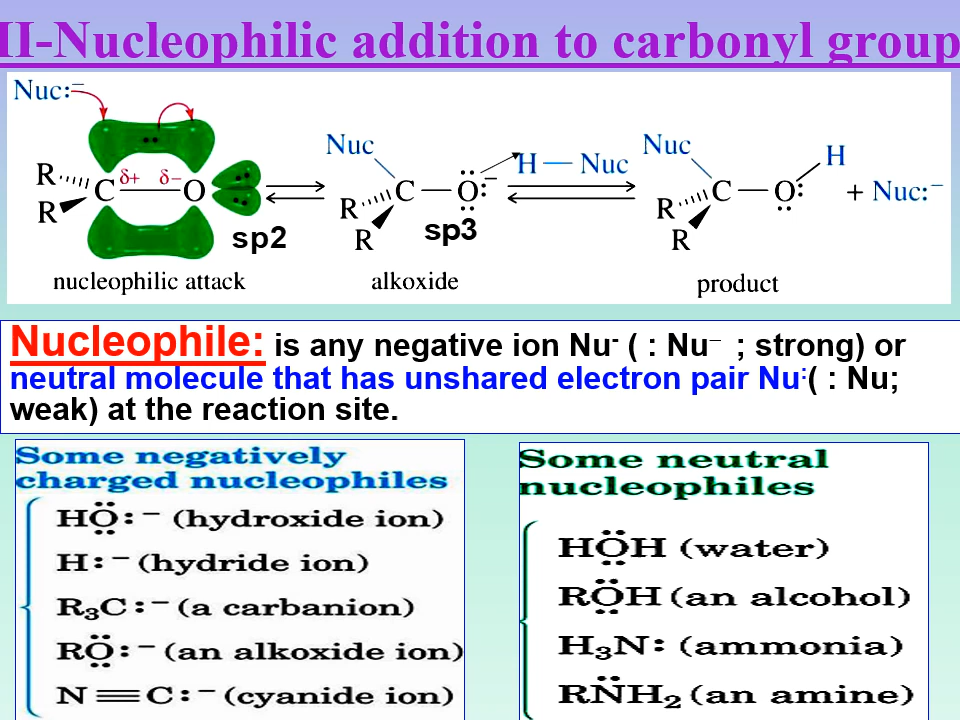 II-Nucleophilic addition to carbonyl group
Nuc:⁻
R C δ+ δ− O
R
sp2
nucleophilic attack
Nuc
R C O:⁻
R
sp3
alkoxide
H — Nuc
Nuc H
R C O:
R
+ Nuc:⁻
product
Nucleophile: is any negative ion Nu⁻ ( : Nu⁻ ; strong) or
neutral molecule that has unshared electron pair Nu:( : Nu;
weak) at the reaction site.
Some negatively
charged nucleophiles
HÖ:⁻ (hydroxide ion)
H:⁻ (hydride ion)
R₃C:⁻ (a carbanion)
RÖ:⁻ (an alkoxide ion)
N≡C:⁻ (cyanide ion)
Some neutral
nucleophiles
HÖH (water)
RÖH (an alcohol)
H₃N: (ammonia)
RN̈H₂ (an amine)